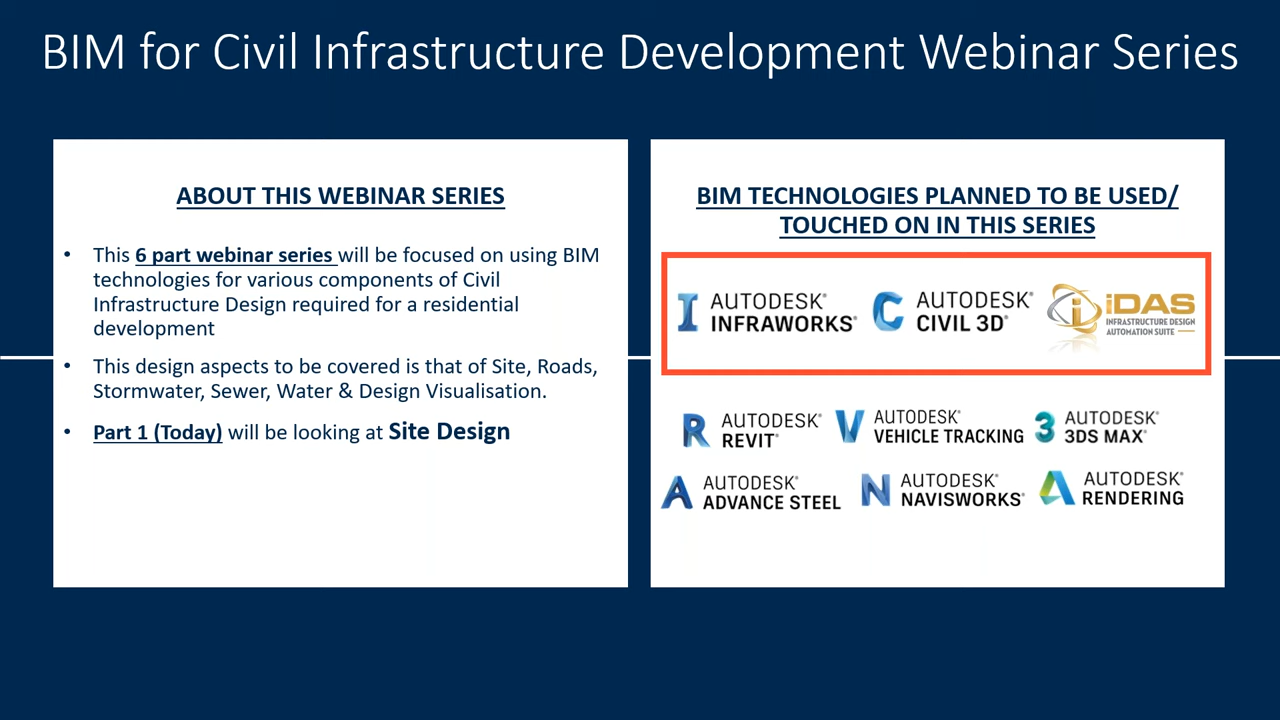 BIM for Civil Infrastructure Development Webinar Series
ABOUT THIS WEBINAR SERIES
• This 6 part webinar series will be focused on using BIM
technologies for various components of Civil
Infrastructure Design required for a residential
development
• This design aspects to be covered is that of Site, Roads,
Stormwater, Sewer, Water & Design Visualisation.
• Part 1 (Today) will be looking at Site Design
BIM TECHNOLOGIES PLANNED TO BE USED/
TOUCHED ON IN THIS SERIES
I AUTODESK®
INFRAWORKS®
C AUTODESK®
CIVIL 3D®
i iDAS
INFRASTRUCTURE DESIGN
AUTOMATION SUITE
R AUTODESK®
REVIT®
V AUTODESK®
VEHICLE TRACKING
3 AUTODESK®
3DS MAX®
A AUTODESK®
ADVANCE STEEL
N AUTODESK®
NAVISWORKS®
AUTODESK®
RENDERING